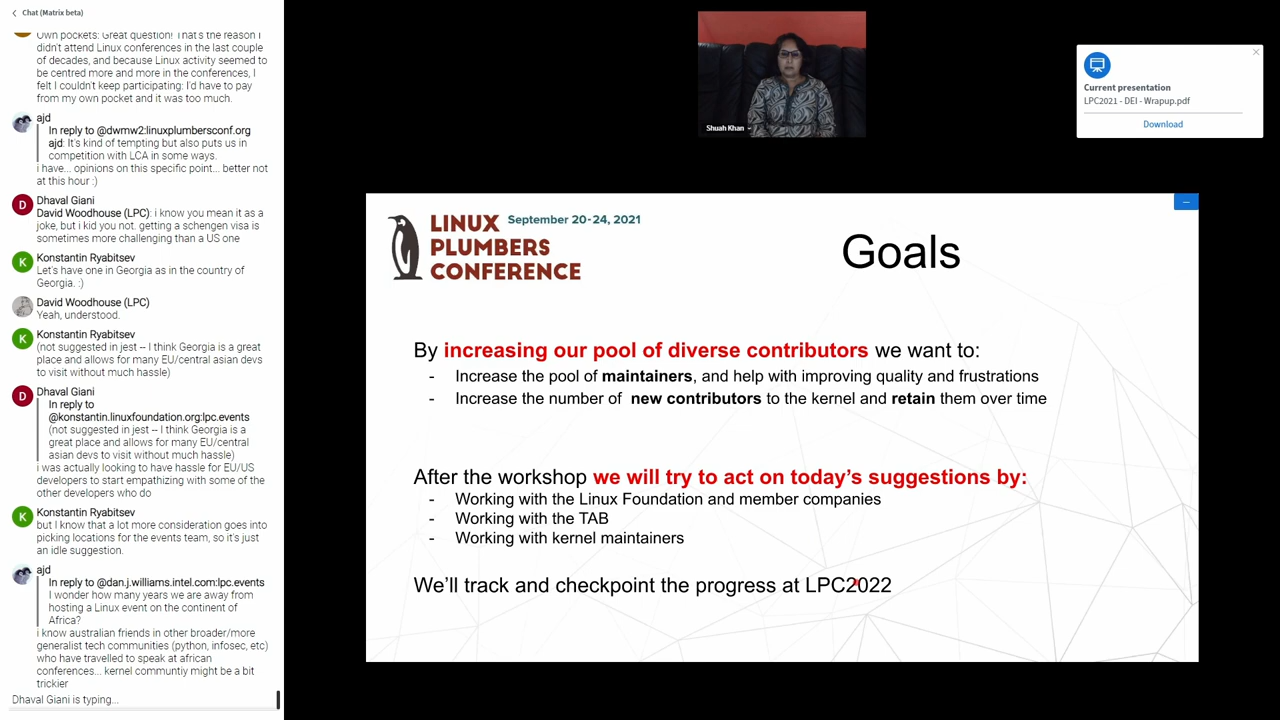 Chat (Matrix beta)
Own pockets: Great question! That's the reason I
didn't attend Linux conferences in the last couple
of decades, and because Linux activity seemed to
be centred more and more in the conferences, I
felt I couldn't keep participating: I'd have to pay
from my own pocket and it was too much.
ajd
In reply to @dwmw2:linuxplumbersconf.org
ajd: It's kind of tempting but also puts us in
competition with LCA in some ways.
i have... opinions on this specific point... better not
at this hour :)
D
Dhaval Giani
David Woodhouse (LPC): i know you mean it as a
joke, but i kid you not. getting a schengen visa is
sometimes more challenging than a US one
K
Konstantin Ryabitsev
Let's have one in Georgia as in the country of
Georgia. :)
David Woodhouse (LPC)
Yeah, understood.
K
Konstantin Ryabitsev
(not suggested in jest -- I think Georgia is a great
place and allows for many EU/central asian devs
to visit without much hassle)
D
Dhaval Giani
In reply to
@konstantin.linuxfoundation.org:lpc.events
(not suggested in jest -- I think Georgia is a
great place and allows for many EU/central
asian devs to visit without much hassle)
i was actually looking to have hassle for EU/US
developers to start empathizing with some of the
other developers who do
K
Konstantin Ryabitsev
but I know that a lot more consideration goes into
picking locations for the events team, so it's just
an idle suggestion.
ajd
In reply to @dan.j.williams.intel.com:lpc.events
I wonder how many years we are away from
hosting a Linux event on the continent of
Africa?
i know australian friends in other broader/more
generalist tech communities (python, infosec, etc)
who have travelled to speak at african
conferences... kernel communtiy might be a bit
trickier
Dhaval Giani is typing...
Shuah Khan
Current presentation
LPC2021 - DEI - Wrapup.pdf
Download
LINUX
PLUMBERS
CONFERENCE
September 20-24, 2021
Goals
By increasing our pool of diverse contributors we want to:
- Increase the pool of maintainers, and help with improving quality and frustrations
- Increase the number of new contributors to the kernel and retain them over time
After the workshop we will try to act on today's suggestions by:
- Working with the Linux Foundation and member companies
- Working with the TAB
- Working with kernel maintainers
We'll track and checkpoint the progress at LPC2022